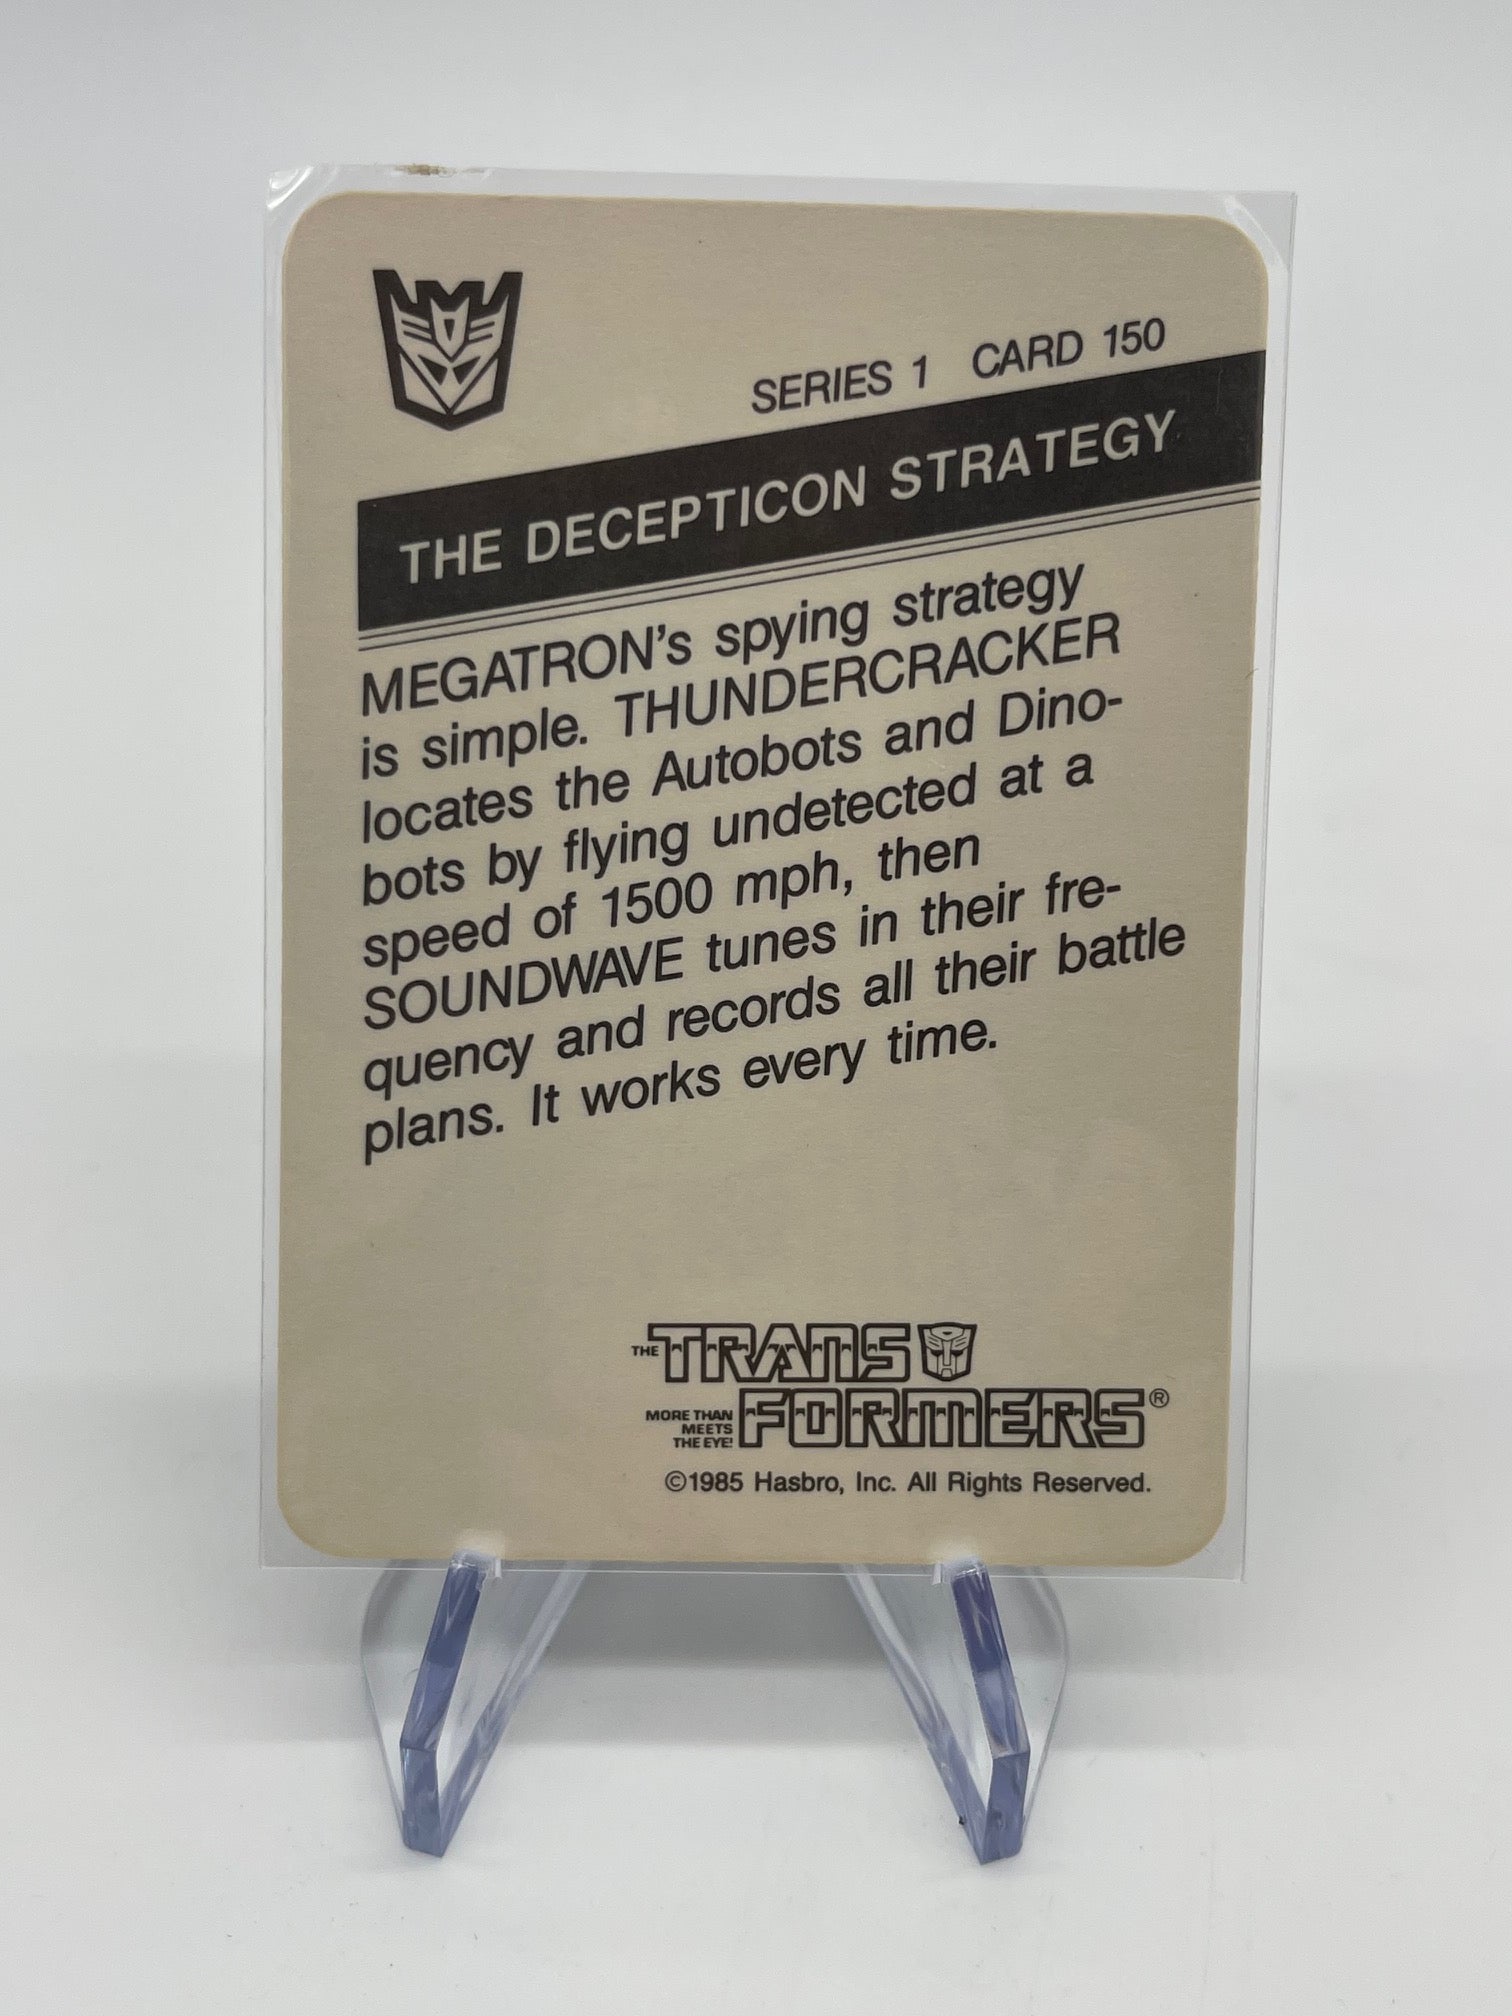 SERIES 1 CARD 150
THE DECEPTICON STRATEGY
MEGATRON's spying strategy
is simple. THUNDERCRACKER
locates the Autobots and Dino-
bots by flying undetected at a
speed of 1500 mph, then
SOUNDWAVE tunes in their fre-
quency and records all their battle
plans. It works every time.
THE TRANS
FORMERS®
MORE THAN
MEETS
THE EYE!
©1985 Hasbro, Inc. All Rights Reserved.